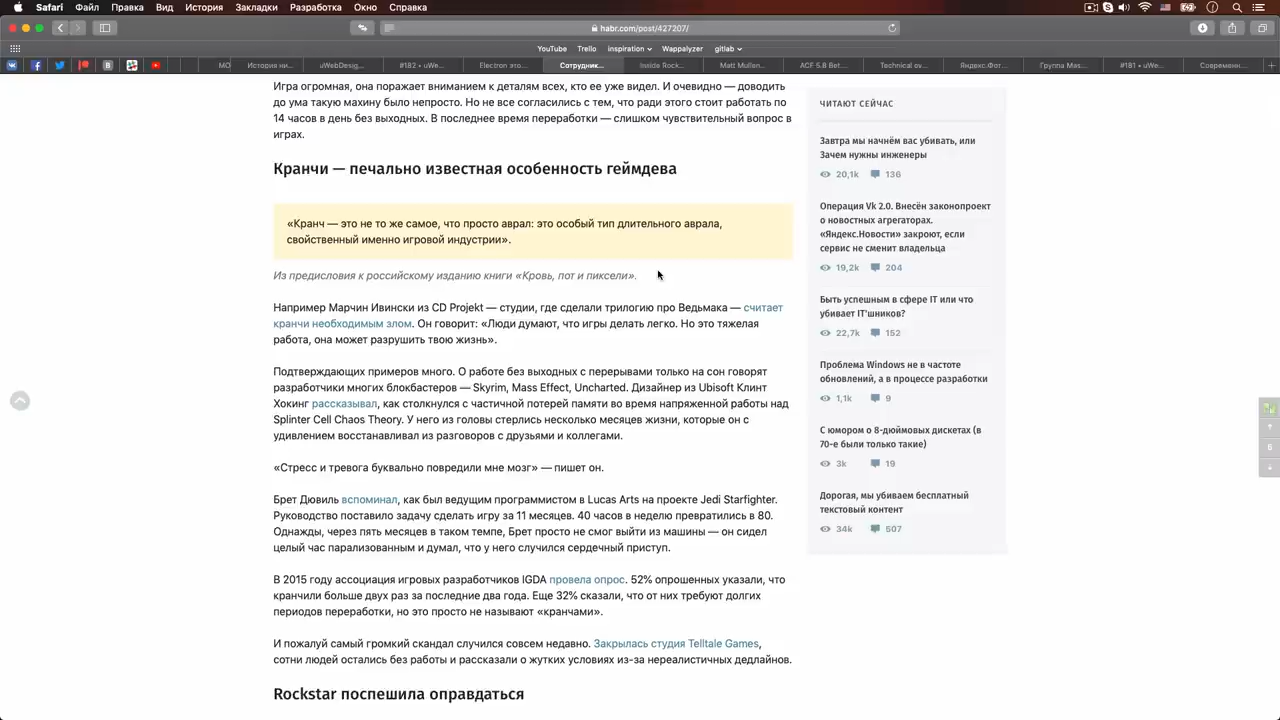 Safari Файл Правка Вид История Закладки Разработка Окно Справка
habr.com/post/427207/
YouTube Trello inspiration Wappalyzer gitlab
История ни... uWebDesig... #182 • uWe... Electron это... Сотрудник... Inside Rock... Matt Mullen... ACF 5.8 Bet... Technical ov... Яндекс.Фот... Группа Mas... #181 • uWe... Современн...
Игра огромная, она поражает вниманием к деталям всех, кто ее уже видел. И очевидно — доводить
до ума такую махину было непросто. Но не все согласились с тем, что ради этого стоит работать по
14 часов в день без выходных. В последнее время переработки — слишком чувствительный вопрос в
играх.
Кранчи — печально известная особенность геймдева
«Кранч — это не то же самое, что просто аврал: это особый тип длительного аврала,
свойственный именно игровой индустрии».
Из предисловия к российскому изданию книги «Кровь, пот и пиксели».
Например Марчин Ивински из CD Projekt — студии, где сделали трилогию про Ведьмака — считает
кранчи необходимым злом. Он говорит: «Люди думают, что игры делать легко. Но это тяжелая
работа, она может разрушить твою жизнь».
Подтверждающих примеров много. О работе без выходных с перерывами только на сон говорят
разработчики многих блокбастеров — Skyrim, Mass Effect, Uncharted. Дизайнер из Ubisoft Клинт
Хокинг рассказывал, как столкнулся с частичной потерей памяти во время напряженной работы над
Splinter Cell Chaos Theory. У него из головы стерлись несколько месяцев жизни, которые он с
удивлением восстанавливал из разговоров с друзьями и коллегами.
«Стресс и тревога буквально повредили мне мозг» — пишет он.
Брет Дювиль вспоминал, как был ведущим программистом в Lucas Arts на проекте Jedi Starfighter.
Руководство поставило задачу сделать игру за 11 месяцев. 40 часов в неделю превратились в 80.
Однажды, через пять месяцев в таком темпе, Брет просто не смог выйти из машины — он сидел
целый час парализованным и думал, что у него случился сердечный приступ.
В 2015 году ассоциация игровых разработчиков IGDA провела опрос. 52% опрошенных указали, что
кранчили больше двух раз за последние два года. Еще 32% сказали, что от них требуют долгих
периодов переработки, но это просто не называют «кранчами».
И пожалуй самый громкий скандал случился совсем недавно. Закрылась студия Telltale Games,
сотни людей остались без работы и рассказали о жутких условиях из-за нереалистичных дедлайнов.
Rockstar поспешила оправдаться
ЧИТАЮТ СЕЙЧАС
Завтра мы начнём вас убивать, или
Зачем нужны инженеры
20,1k 136
Операция Vk 2.0. Внесён законопроект
о новостных агрегаторах.
«Яндекс.Новости» закроют, если
сервис не сменит владельца
19,2k 204
Быть успешным в сфере IT или что
убивает IT'шников?
22,7k 152
Проблема Windows не в частоте
обновлений, а в процессе разработки
1,1k 9
С юмором о 8-дюймовых дискетах (в
70-е были только такие)
3k 19
Дорогая, мы убиваем бесплатный
текстовый контент
34k 507